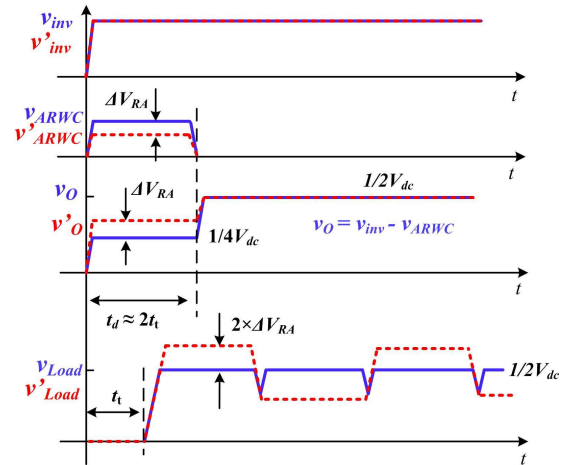 v_inv
v'_inv
t
v_ARWC
v'_ARWC
ΔV_RA
t
v_O
v'_O
ΔV_RA
1/2V_dc
1/4V_dc
v_O = v_inv - v_ARWC
t
t_d ≈ 2t_t
2×ΔV_RA
v_Load
v'_Load
1/2V_dc
t_t
t